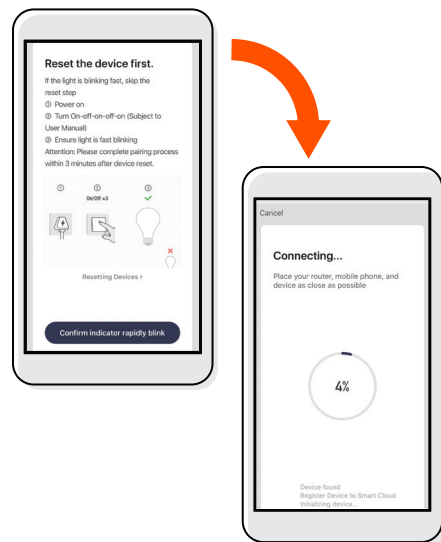 Reset the device first.
If the light is blinking fast, skip the
reset step
① Power on
② Turn On-off-on-off-on (Subject to
User Manual)
③ Ensure light is fast blinking
Attention: Please complete pairing process
within 3 minutes after device reset.
① ② ③
On/Off ×3
Resetting Devices >
Confirm indicator rapidly blink
Cancel
Connecting...
Place your router, mobile phone, and
device as close as possible
4%
Device found
Register Device to Smart Cloud
Initializing device...